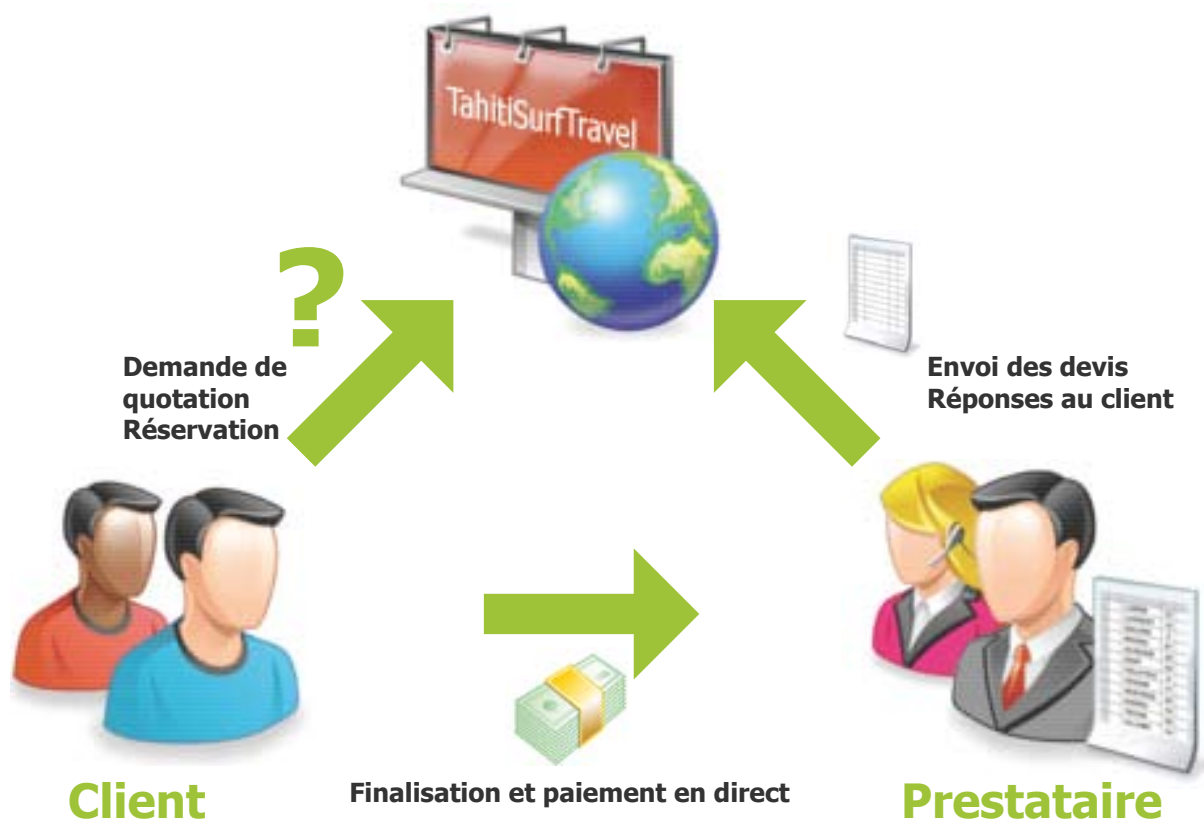 TahitiSurfTravel
?
Demande de
quotation
Réservation
Envoi des devis
Réponses au client
Finalisation et paiement en direct
Client
Prestataire